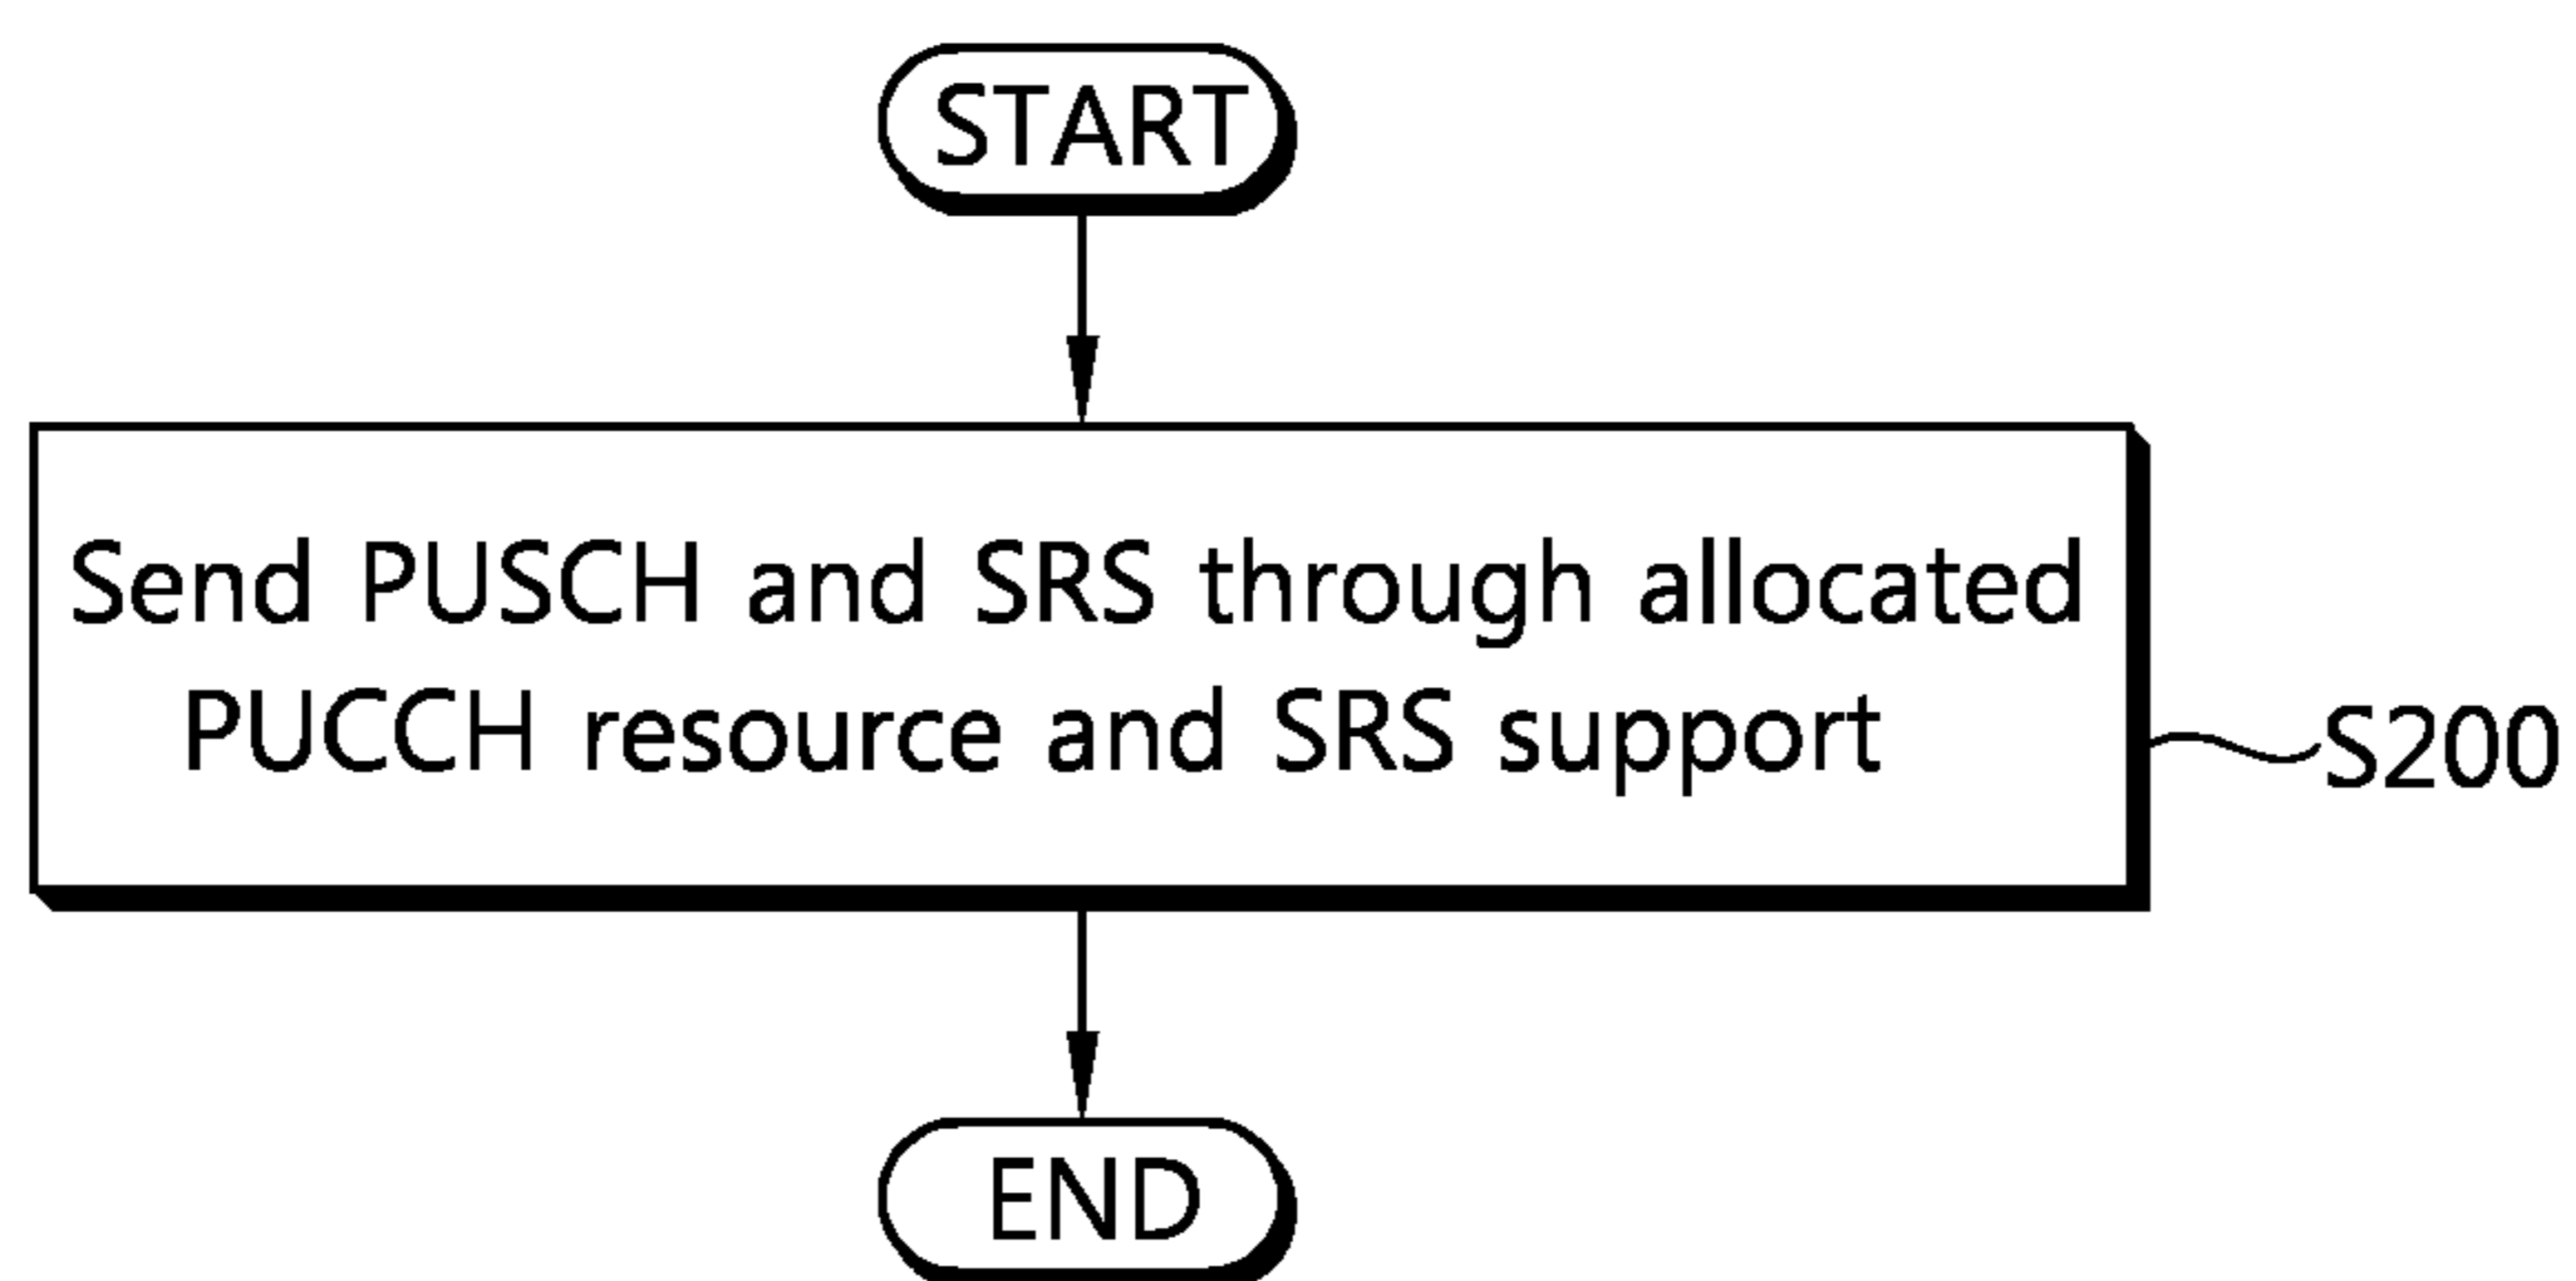 START
Send PUSCH and SRS through allocated
PUCCH resource and SRS support
S200
END